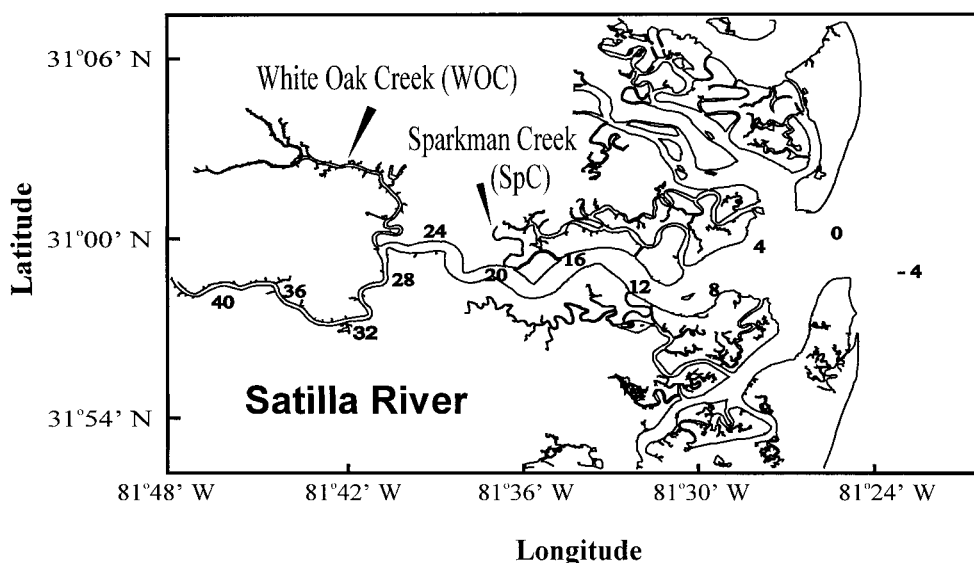 31°06’ N
White Oak Creek (WOC)
Sparkman Creek
(SpC)
Latitude
31°00’ N
24
4
0
20
16
- 4
28
12
8
40
36
32
Satilla River
31°54’ N
81°48’ W
81°42’ W
81°36’ W
81°30’ W
81°24’ W
Longitude